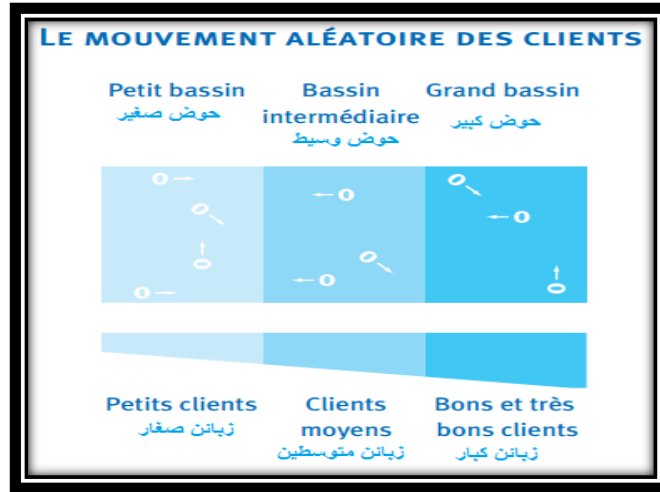 LE MOUVEMENT ALÉATOIRE DES CLIENTS
Petit bassin
حوض صغير
Bassin
intermédiaire
حوض وسيط
Grand bassin
حوض كبير
Petits clients
زبائن صغار
Clients
moyens
زبائن متوسطين
Bons et très
bons clients
زبائن كبار